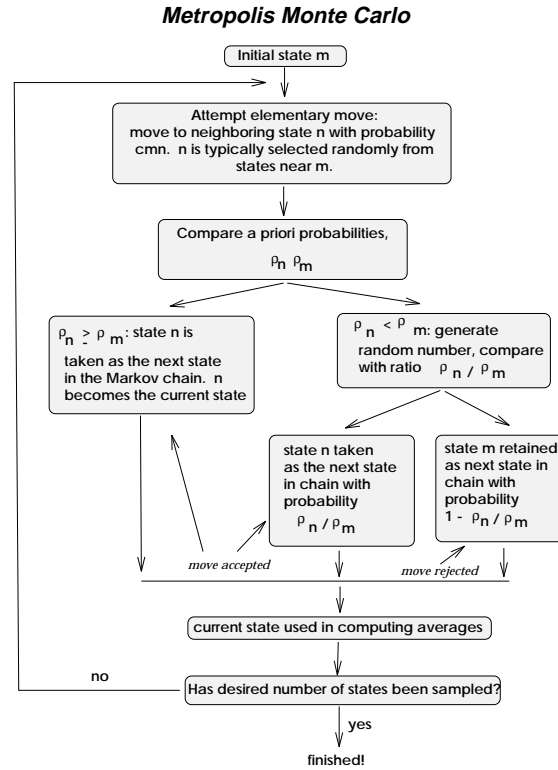 Metropolis Monte Carlo
Initial state m
Attempt elementary move:
move to neighboring state n with probability
cmn. n is typically selected randomly from
states near m.
Compare a priori probabilities,
ρn ρm
ρn ≥ ρm: state n is
taken as the next state
in the Markov chain. n
becomes the current state
ρn < ρm: generate
random number, compare
with ratio ρn / ρm
state n taken
as the next state
in chain with
probability
ρn / ρm
state m retained
as next state in
chain with
probability
1 - ρn / ρm
move accepted
move rejected
current state used in computing averages
no
Has desired number of states been sampled?
yes
finished!